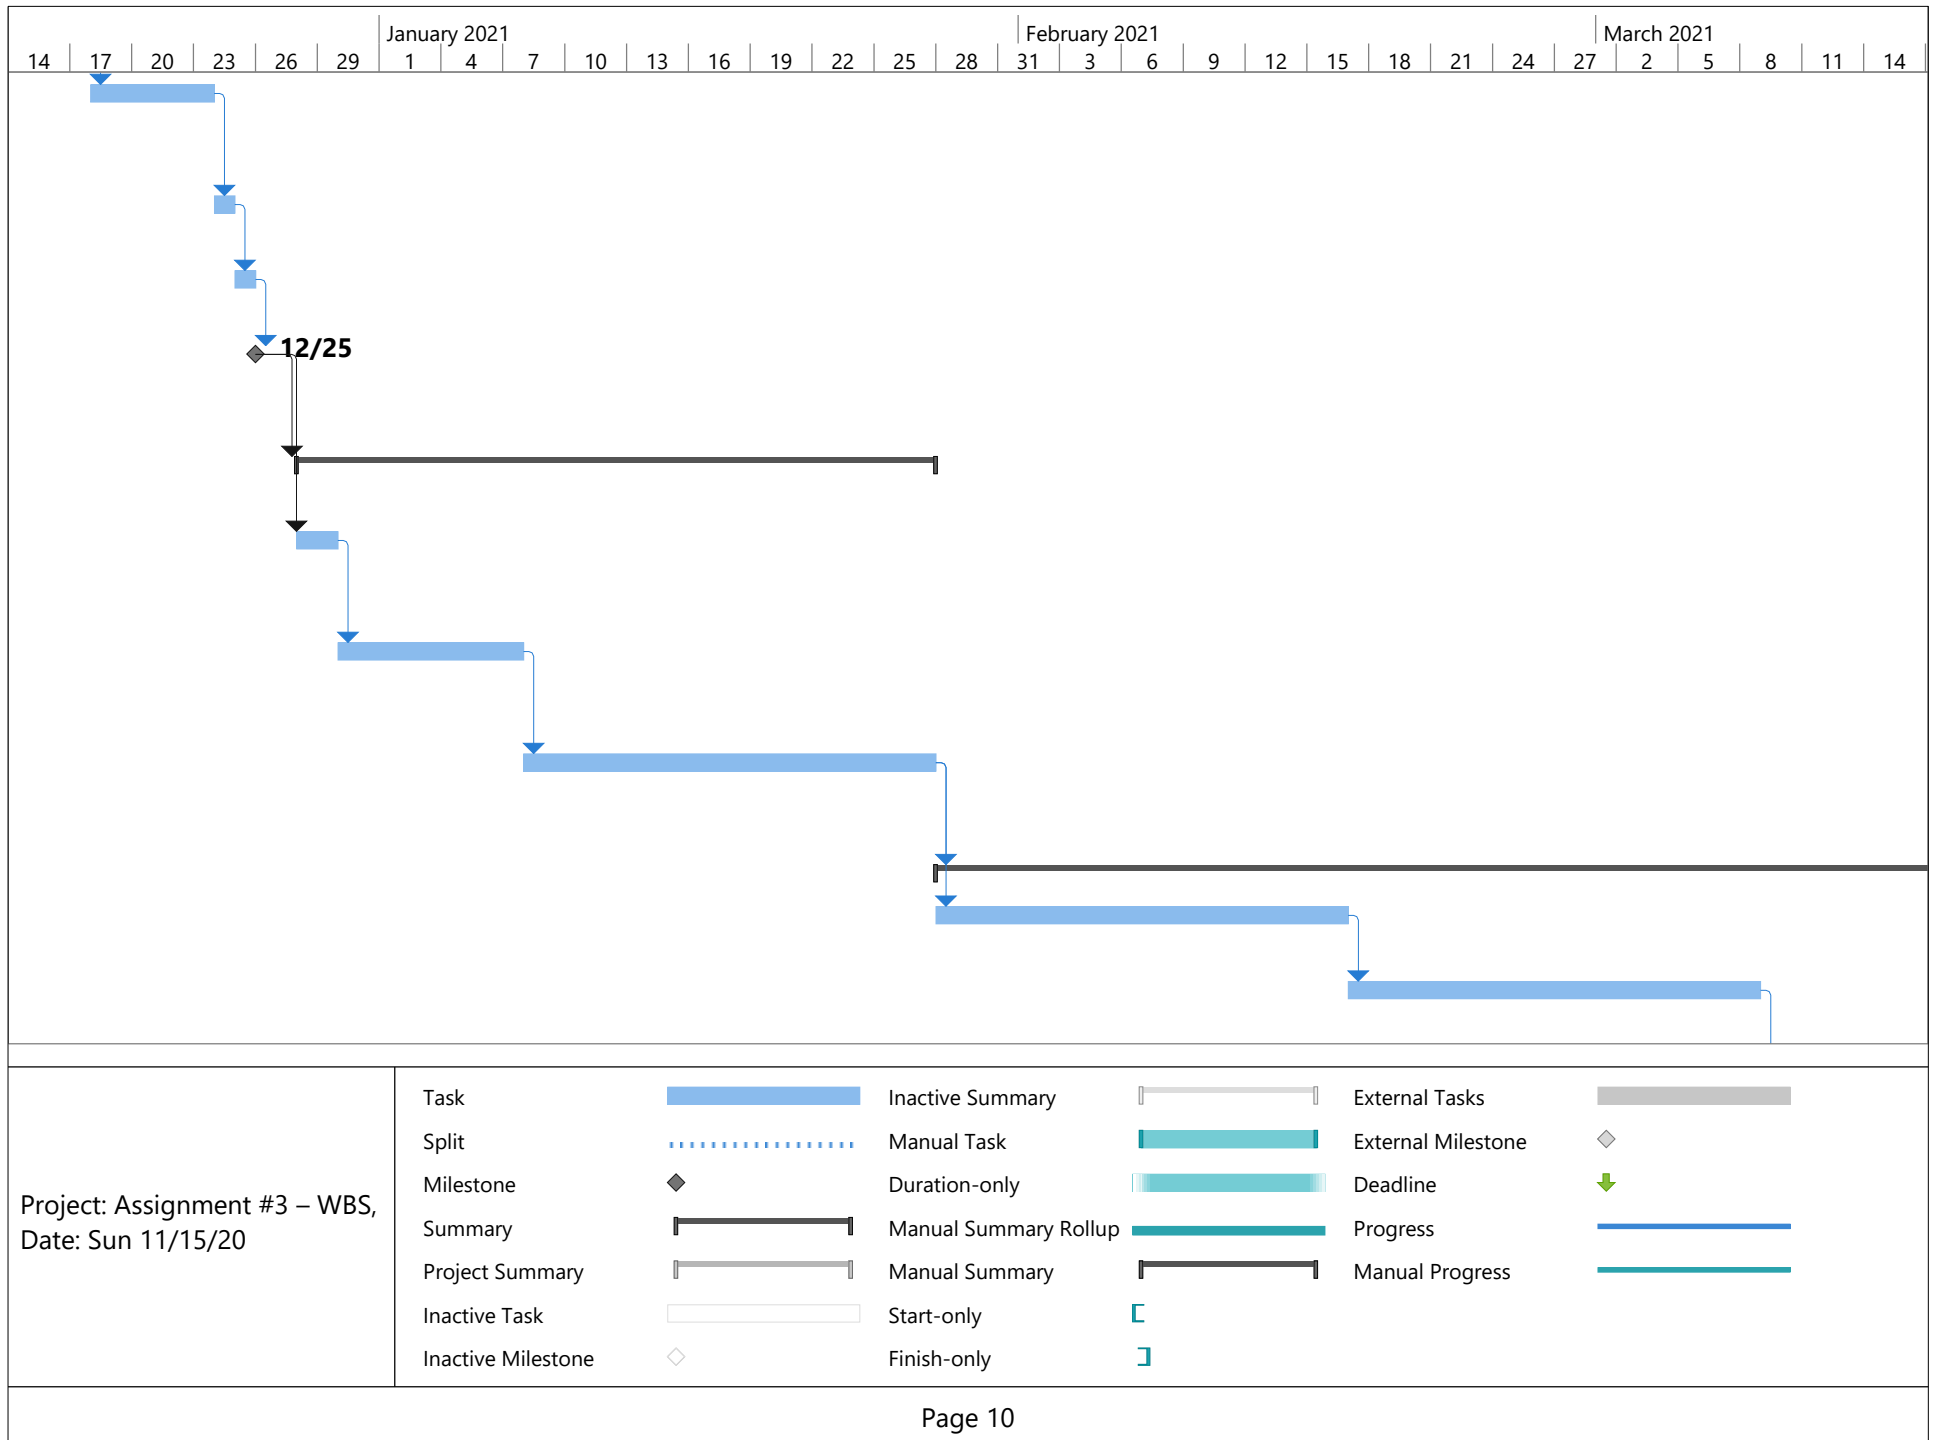 January 2021 February 2021 March 2021
14 17 20 23 26 29 1 4 7 10 13 16 19 22 25 28 31 3 6 9 12 15 18 21 24 27 2 5 8 11 14
12/25
Project: Assignment #3 – WBS,
Date: Sun 11/15/20
Task
Split
Milestone
Summary
Project Summary
Inactive Task
Inactive Milestone
Inactive Summary
Manual Task
Duration-only
Manual Summary Rollup
Manual Summary
Start-only
Finish-only
External Tasks
External Milestone
Deadline
Progress
Manual Progress
Page 10